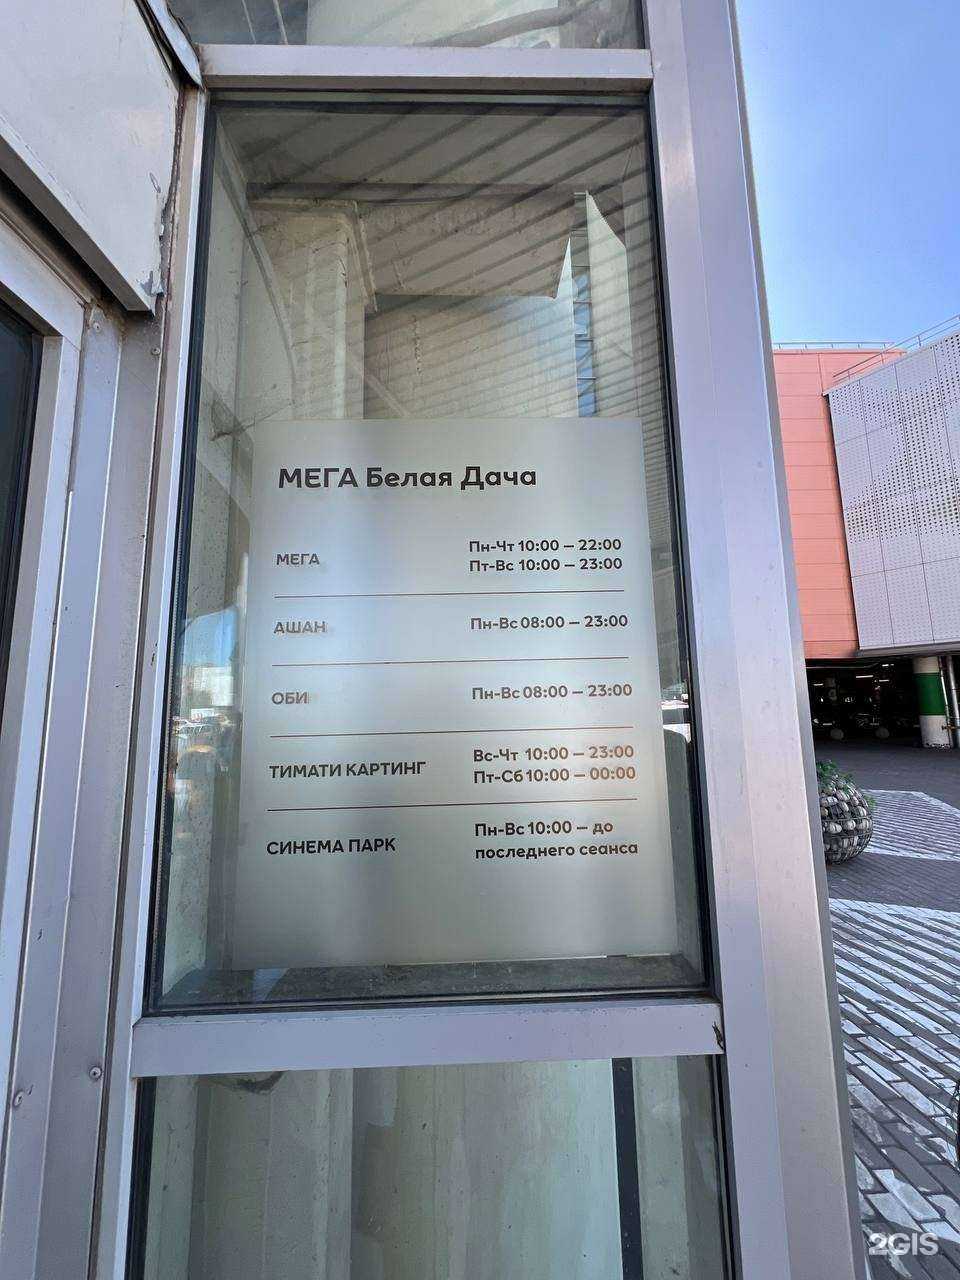 МЕГА Белая Дача
МЕГА
Пн-Чт 10:00 — 22:00
Пт-Вс 10:00 — 23:00
АШАН
Пн-Вс 08:00 — 23:00
ОБИ
Пн-Вс 08:00 — 23:00
ТИМАТИ КАРТИНГ
Вс-Чт 10:00 — 23:00
Пт-Сб 10:00 — 00:00
СИНЕМА ПАРК
Пн-Вс 10:00 — до
последнего сеанса
2GIS